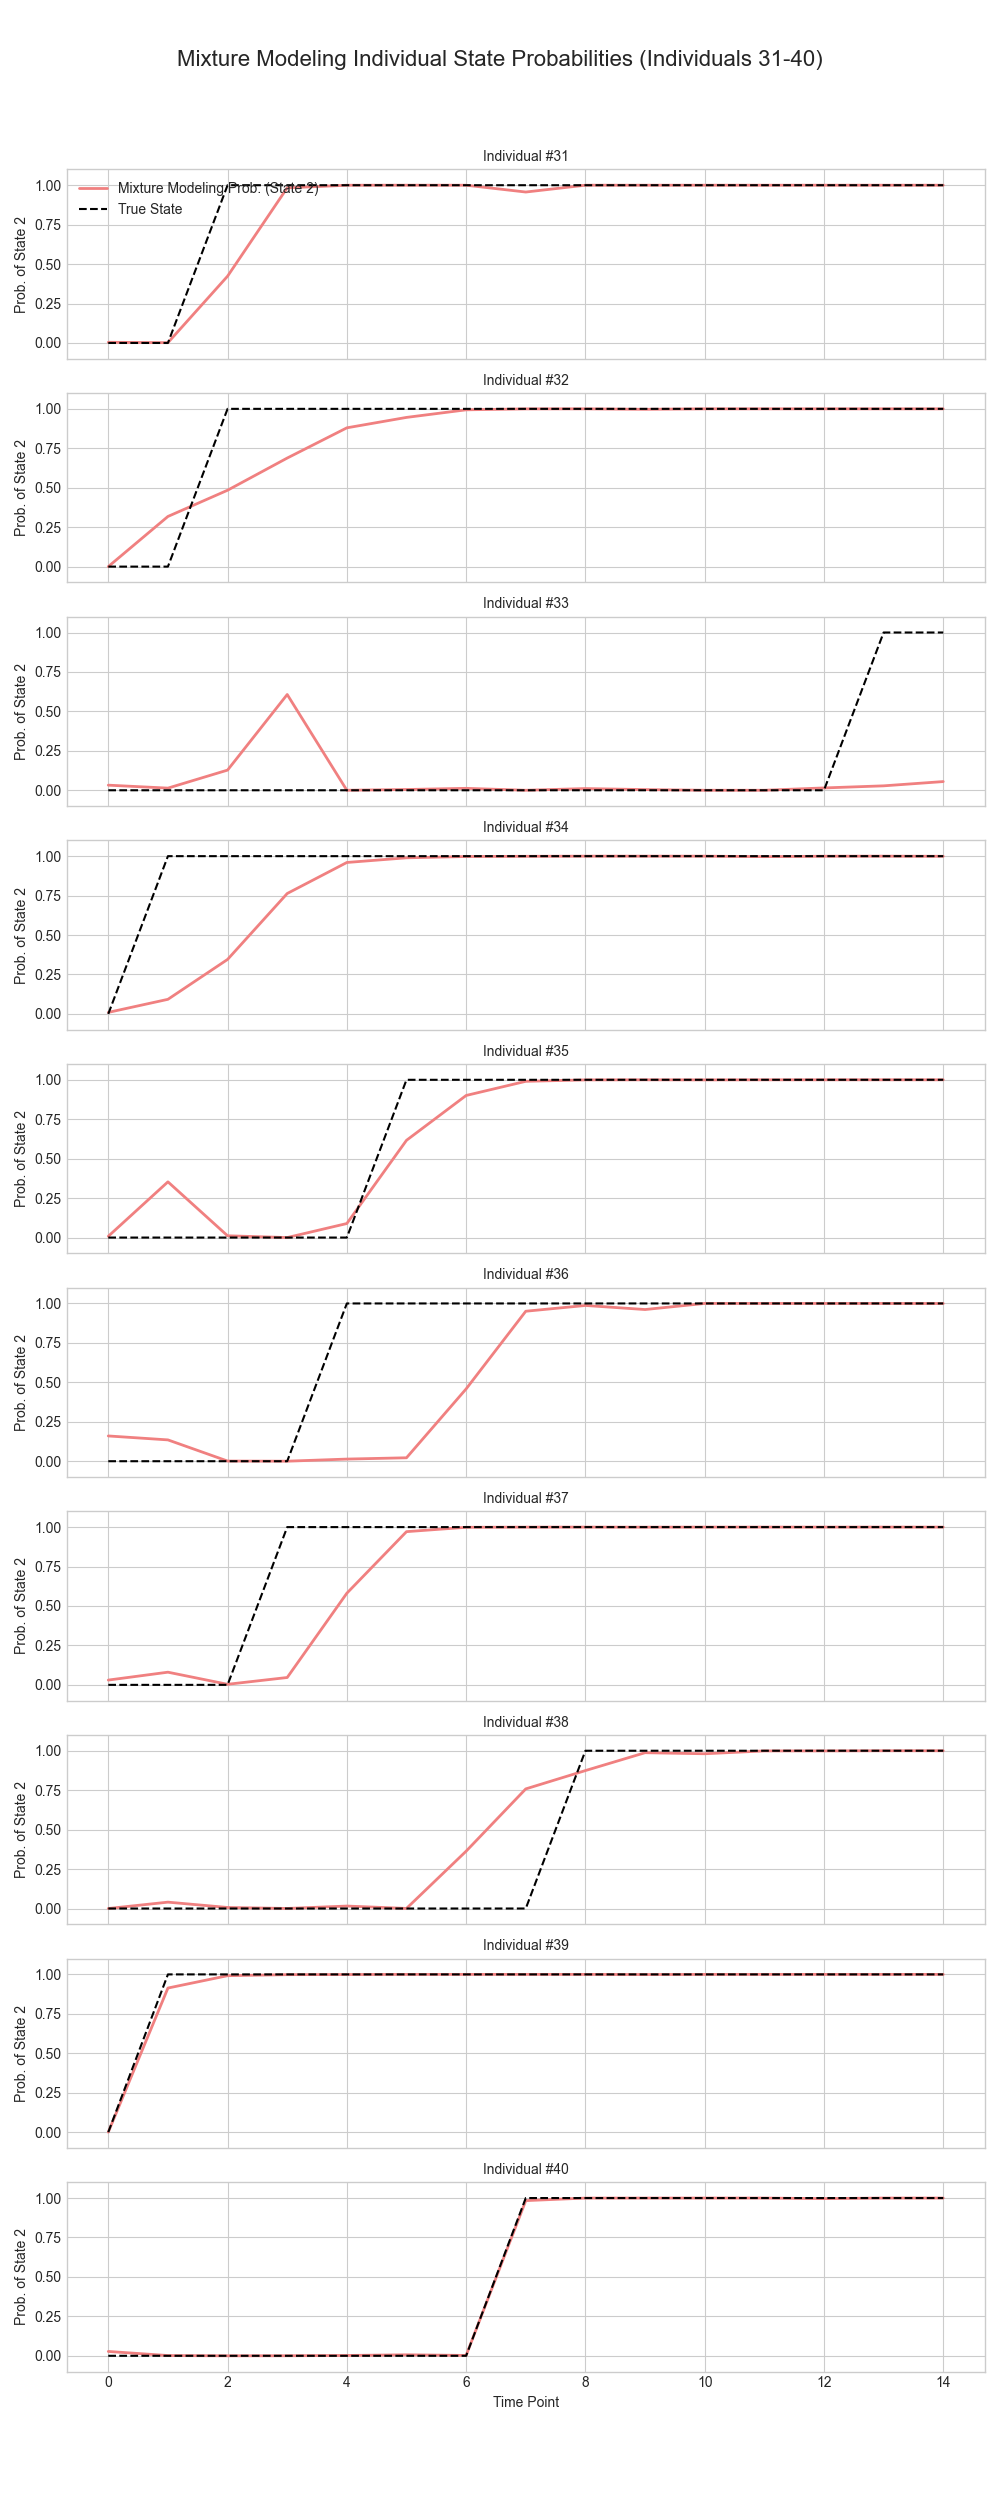 Mixture Modeling Individual State Probabilities (Individuals 31-40)
Individual #31
Mixture Modeling Prob. (State 2)
True State
1.00
0.75
0.50
0.25
0.00
Prob. of State 2
Individual #32
1.00
0.75
0.50
0.25
0.00
Prob. of State 2
Individual #33
1.00
0.75
0.50
0.25
0.00
Prob. of State 2
Individual #34
1.00
0.75
0.50
0.25
0.00
Prob. of State 2
Individual #35
1.00
0.75
0.50
0.25
0.00
Prob. of State 2
Individual #36
1.00
0.75
0.50
0.25
0.00
Prob. of State 2
Individual #37
1.00
0.75
0.50
0.25
0.00
Prob. of State 2
Individual #38
1.00
0.75
0.50
0.25
0.00
Prob. of State 2
Individual #39
1.00
0.75
0.50
0.25
0.00
Prob. of State 2
Individual #40
1.00
0.75
0.50
0.25
0.00
Prob. of State 2
0 2 4 6 8 10 12 14
Time Point